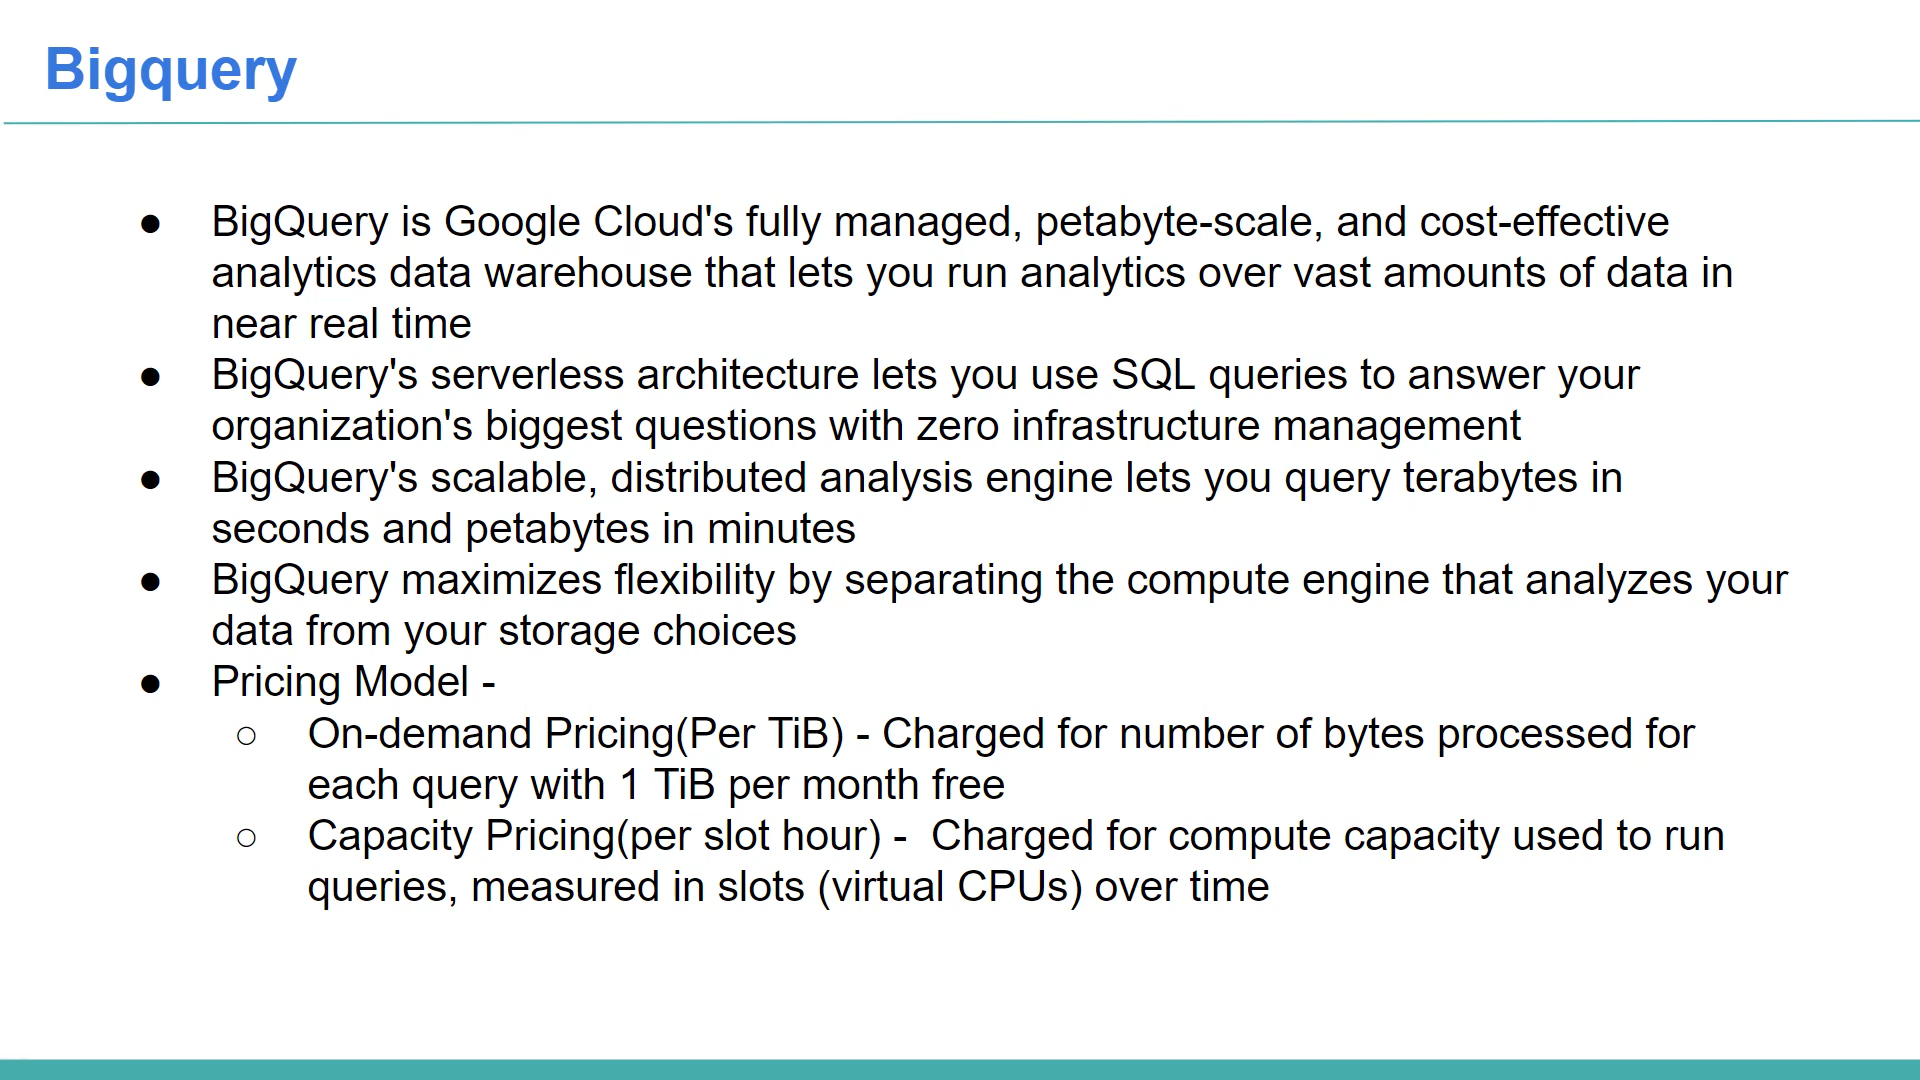 Bigquery
● BigQuery is Google Cloud's fully managed, petabyte-scale, and cost-effective
analytics data warehouse that lets you run analytics over vast amounts of data in
near real time
● BigQuery's serverless architecture lets you use SQL queries to answer your
organization's biggest questions with zero infrastructure management
● BigQuery's scalable, distributed analysis engine lets you query terabytes in
seconds and petabytes in minutes
● BigQuery maximizes flexibility by separating the compute engine that analyzes your
data from your storage choices
● Pricing Model -
○ On-demand Pricing(Per TiB) - Charged for number of bytes processed for
each query with 1 TiB per month free
○ Capacity Pricing(per slot hour) -  Charged for compute capacity used to run
queries, measured in slots (virtual CPUs) over time